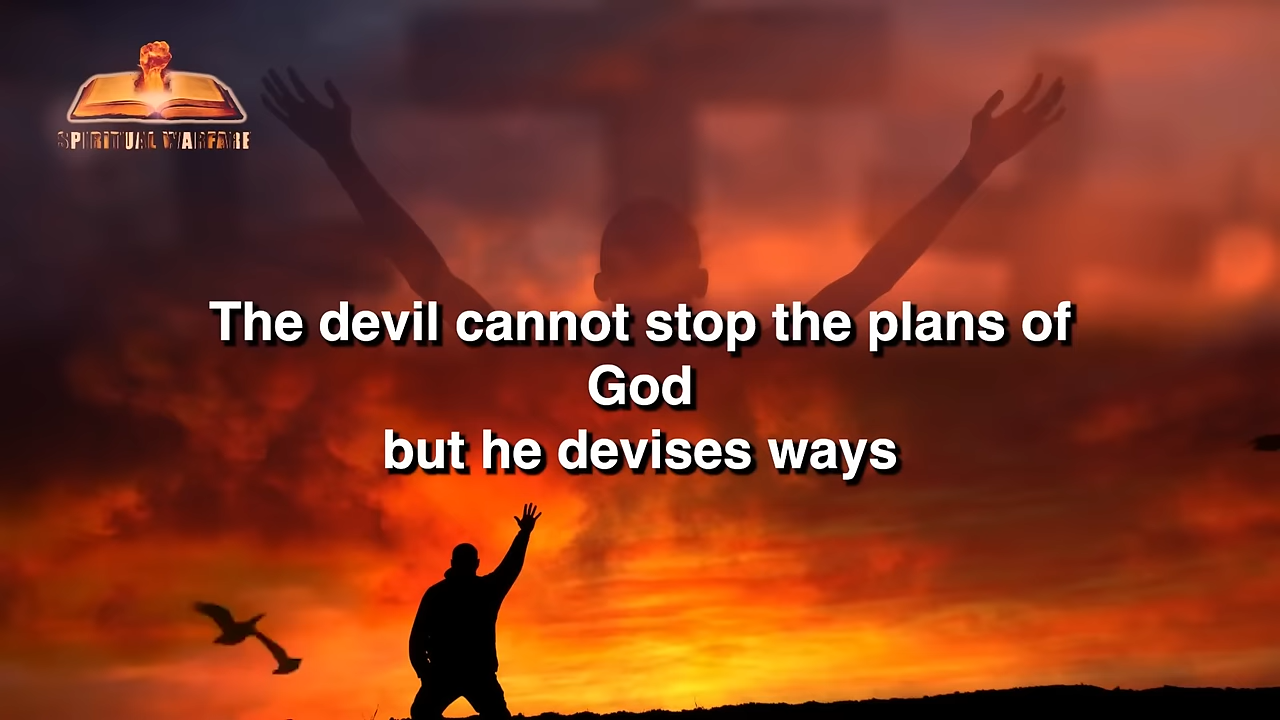 SPIRITUAL WARFARE
The devil cannot stop the plans of
God
but he devises ways